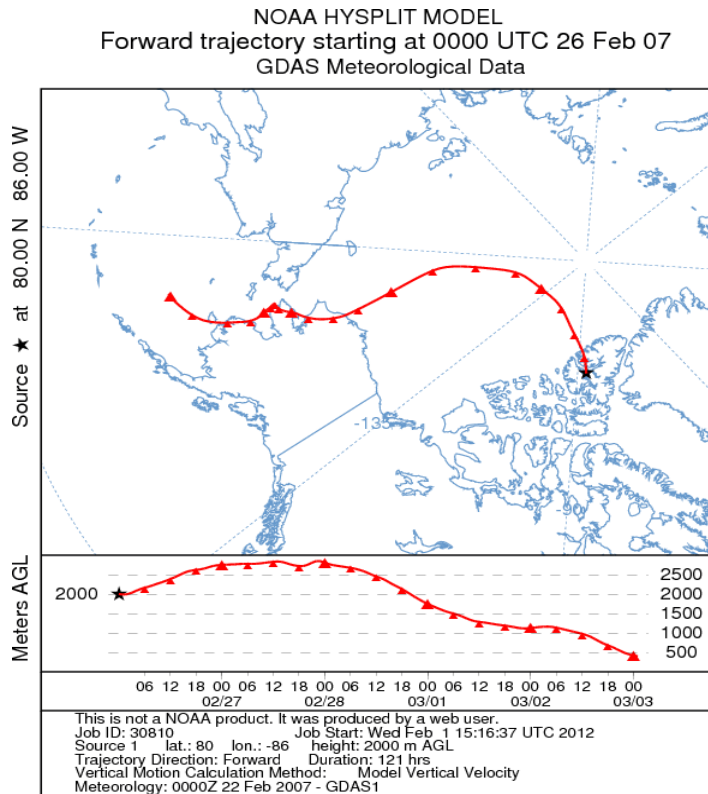 NOAA HYSPLIT MODEL
Forward trajectory starting at 0000 UTC 26 Feb 07
GDAS Meteorological Data
Source ★ at 80.00 N 86.00 W
-135
Meters AGL
2000
2500
2000
1500
1000
500
06 12 18 00 06 12 18 00 06 12 18 00 06 12 18 00 06 12 18 00
02/27 02/28 03/01 03/02 03/03
This is not a NOAA product. It was produced by a web user.
Job ID: 30810 Job Start: Wed Feb 1 15:16:37 UTC 2012
Source 1 lat.: 80 lon.: -86 height: 2000 m AGL
Trajectory Direction: Forward Duration: 121 hrs
Vertical Motion Calculation Method: Model Vertical Velocity
Meteorology: 0000Z 22 Feb 2007 - GDAS1